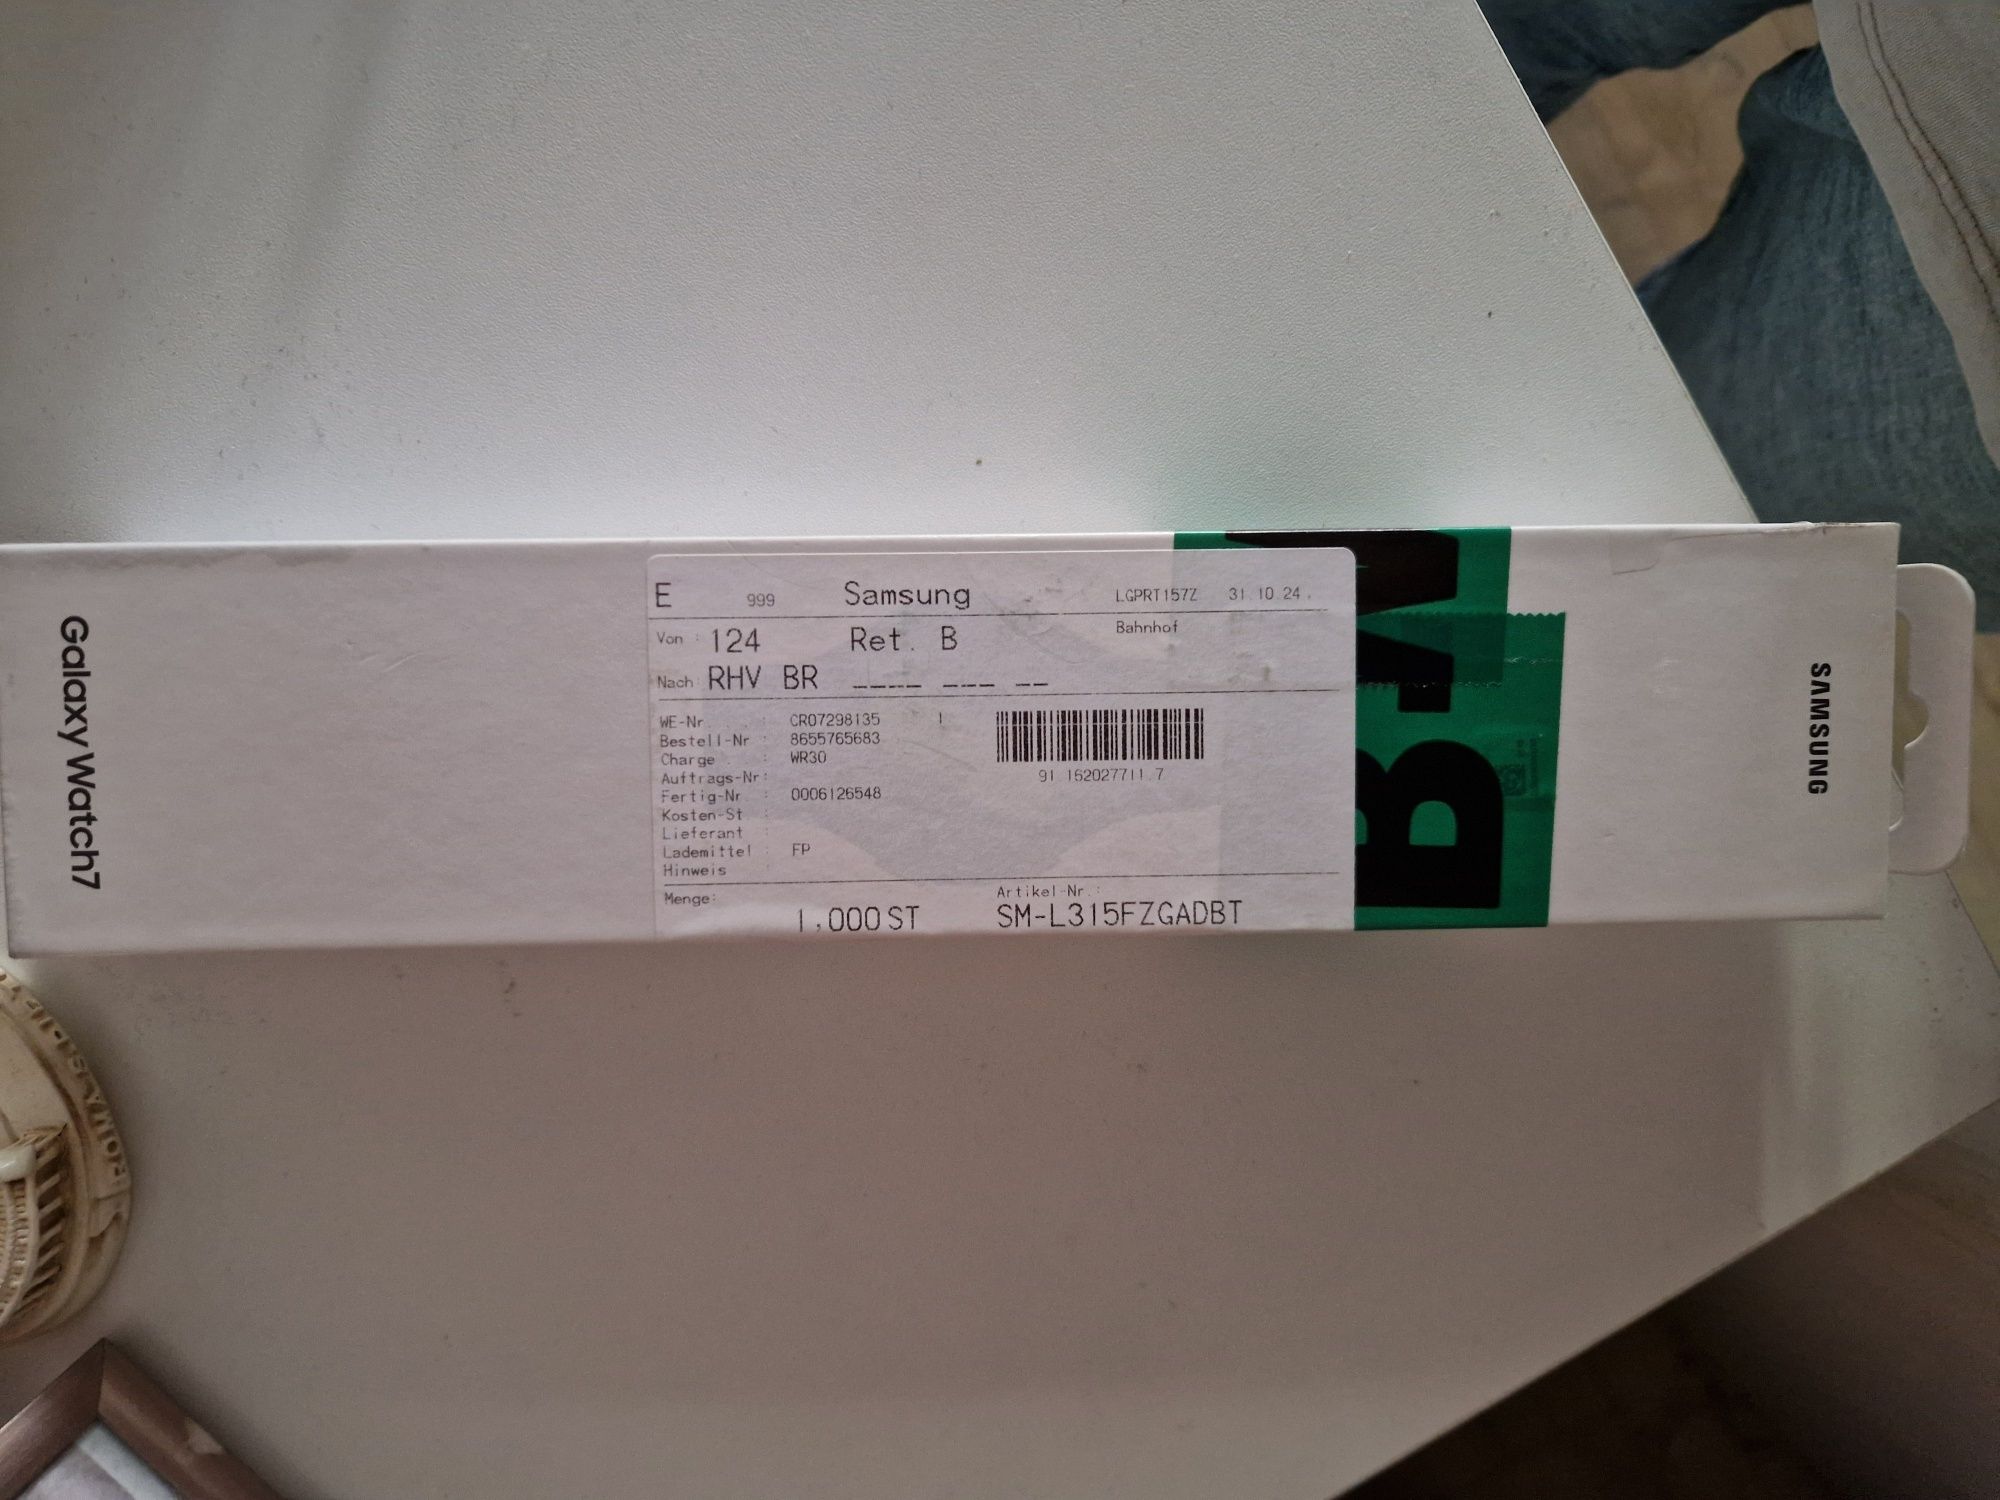 Galaxy Watch7
E 999 Samsung LGPRT157Z 31.10.24.
Von : 124 Ret. B Bahnhof
Nach: RHV BR ---- --- --
WE-Nr. . . : CR07298135 1
Bestell-Nr : 8655765683
Charge . : WR30
91 162027711.7
Auftrags-Nr:
Fertig-Nr : 0006126548
Kosten-St :
Lieferant :
Lademittel : FP
Hinweis :
Menge: 1,000 ST
Artikel-Nr.: SM-L315FZGADBT
B-W
SAMSUNG
ROMA